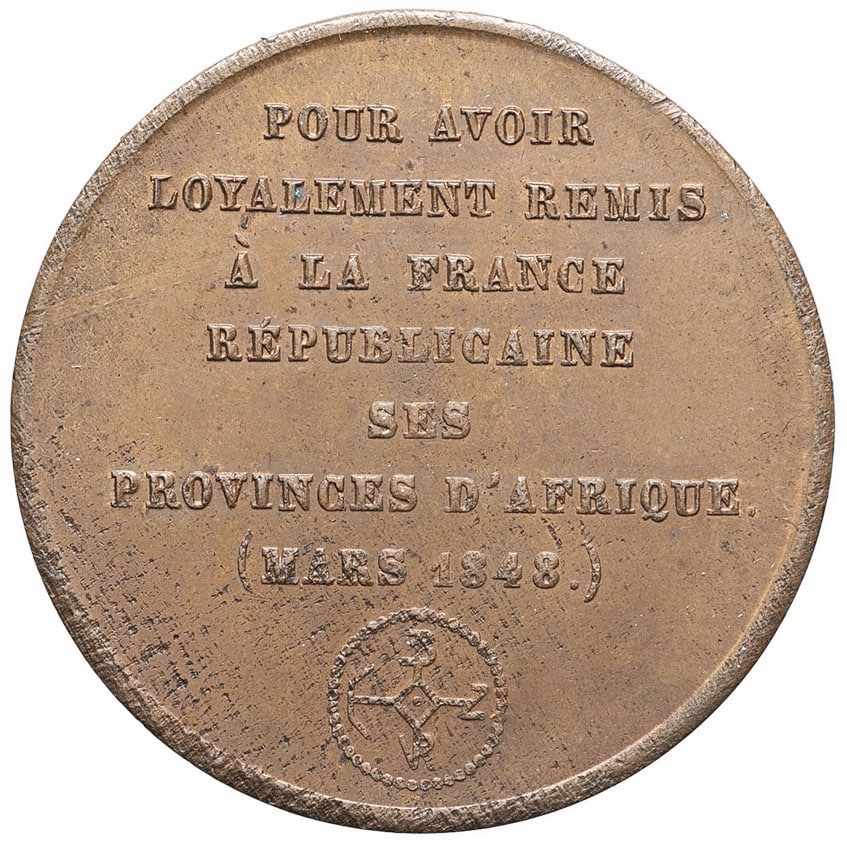 POUR AVOIR
LOYALEMENT REMIS
À LA FRANCE
RÉPUBLICAINE
SES
PROVINCES D'AFRIQUE.
(MARS 1848.)